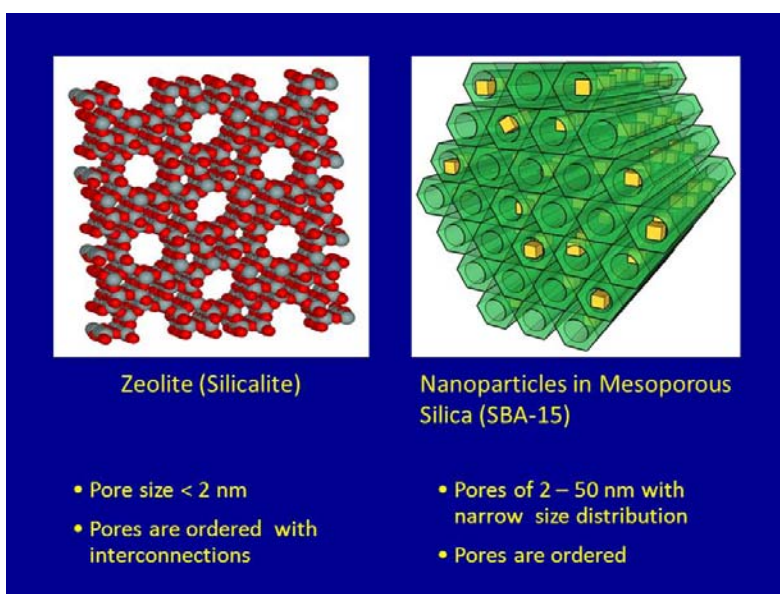 Zeolite (Silicalite)
• Pore size < 2 nm
• Pores are ordered with
interconnections
Nanoparticles in Mesoporous
Silica (SBA-15)
• Pores of 2 – 50 nm with
narrow size distribution
• Pores are ordered